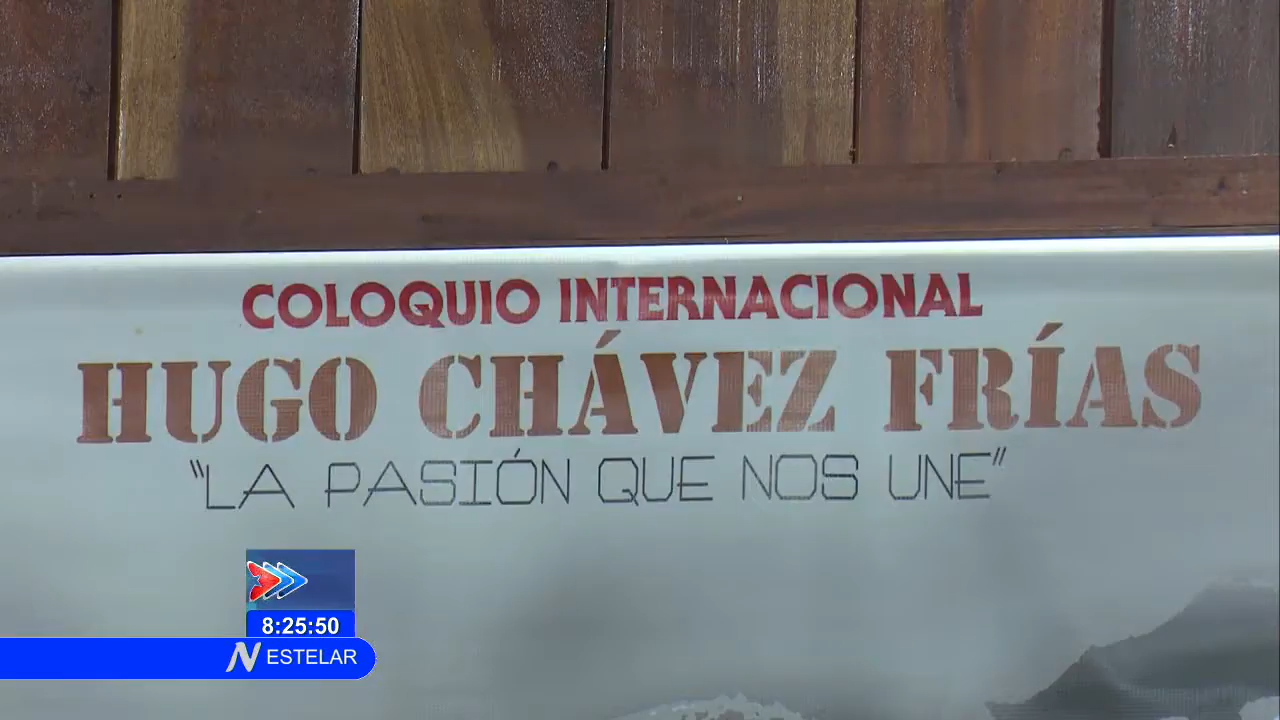 COLOQUIO INTERNACIONAL
HUGO CHÁVEZ FRÍAS
"LA PASIÓN QUE NOS UNE"
8:25:50
N ESTELAR